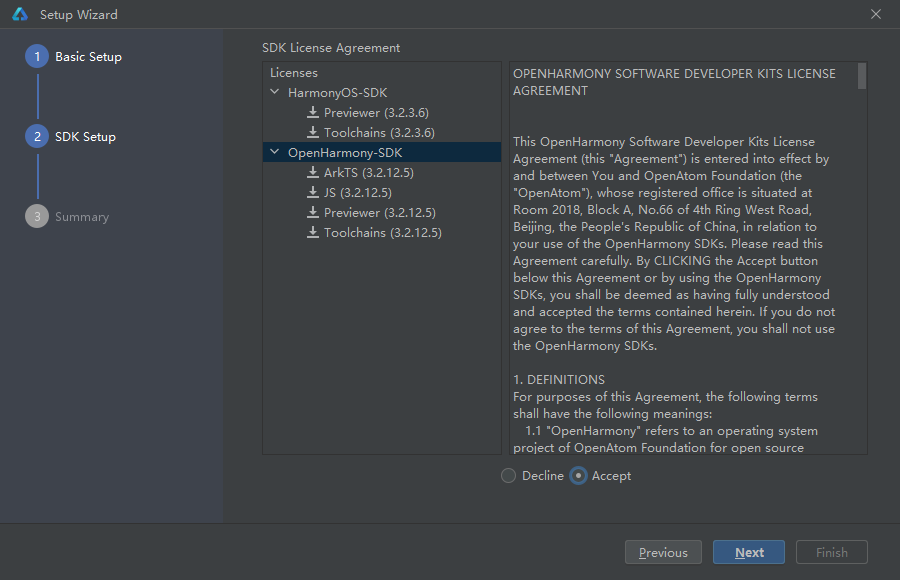 Setup Wizard
1 Basic Setup
2 SDK Setup
3 Summary
SDK License Agreement
Licenses
HarmonyOS-SDK
Previewer (3.2.3.6)
Toolchains (3.2.3.6)
OpenHarmony-SDK
ArkTS (3.2.12.5)
JS (3.2.12.5)
Previewer (3.2.12.5)
Toolchains (3.2.12.5)
OPENHARMONY SOFTWARE DEVELOPER KITS LICENSE
AGREEMENT
This OpenHarmony Software Developer Kits License
Agreement (this "Agreement") is entered into effect by
and between You and OpenAtom Foundation (the
"OpenAtom"), whose registered office is situated at
Room 2018, Block A, No.66 of 4th Ring West Road,
Beijing, the People's Republic of China, in relation to
your use of the OpenHarmony SDKs. Please read this
Agreement carefully. By CLICKING the Accept button
below this Agreement or by using the OpenHarmony
SDKs, you shall be deemed as having fully understood
and accepted the terms contained herein. If you do not
agree to the terms of this Agreement, you shall not use
the OpenHarmony SDKs.
1. DEFINITIONS
For purposes of this Agreement, the following terms
shall have the following meanings:
1.1 "OpenHarmony" refers to an operating system
project of OpenAtom Foundation for open source
Decline Accept
Previous Next Finish